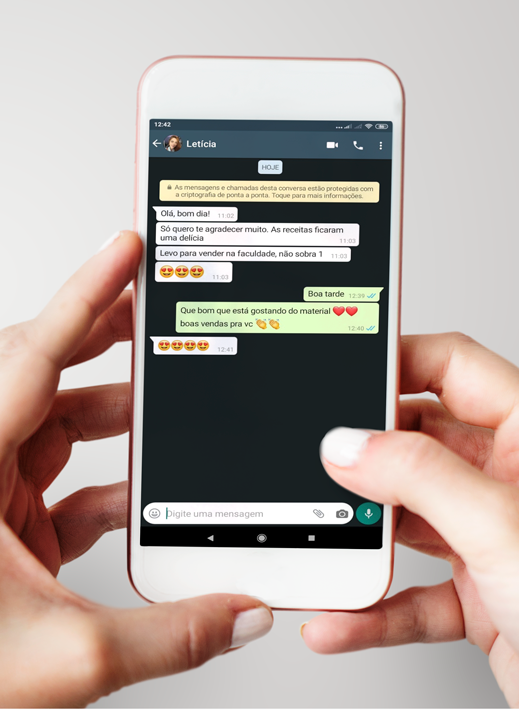 12:42
Letícia
HOJE
As mensagens e chamadas desta conversa estão protegidas com
a criptografia de ponta a ponta. Toque para mais informações.
Olá, bom dia! 11:02
Só quero te agradecer muito. As receitas ficaram
uma delícia 11:03
Levo para vender na faculdade, não sobra 1 11:03
😍😍😍 11:03
Boa tarde 12:39
Que bom que está gostando do material ❤️❤️
boas vendas pra vc 👏👏 12:40
😍😍😍😍 12:41
Digite uma mensagem